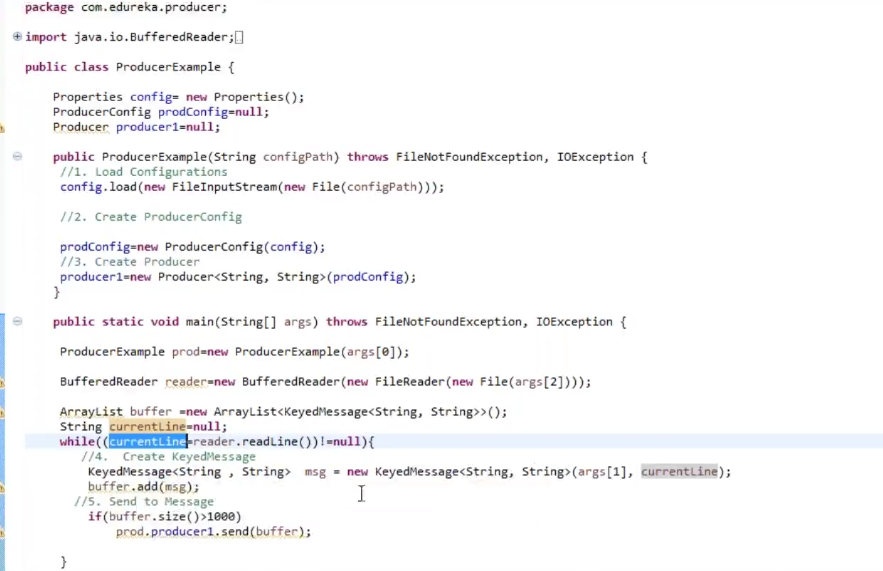 package com.edureka.producer;
import java.io.BufferedReader;
public class ProducerExample {
Properties config= new Properties();
ProducerConfig prodConfig=null;
Producer producer1=null;
public ProducerExample(String configPath) throws FileNotFoundException, IOException {
//1. Load Configurations
config.load(new FileInputStream(new File(configPath)));
//2. Create ProducerConfig
prodConfig=new ProducerConfig(config);
//3. Create Producer
producer1=new Producer<String, String>(prodConfig);
}
public static void main(String[] args) throws FileNotFoundException, IOException {
ProducerExample prod=new ProducerExample(args[0]);
BufferedReader reader=new BufferedReader(new FileReader(new File(args[2])));
ArrayList buffer =new ArrayList<KeyedMessage<String, String>>();
String currentLine=null;
while((currentLine=reader.readLine())!=null){
//4. Create KeyedMessage
KeyedMessage<String , String> msg = new KeyedMessage<String, String>(args[1], currentLine);
buffer.add(msg);
//5. Send to Message
if(buffer.size()>1000)
prod.producer1.send(buffer);
}